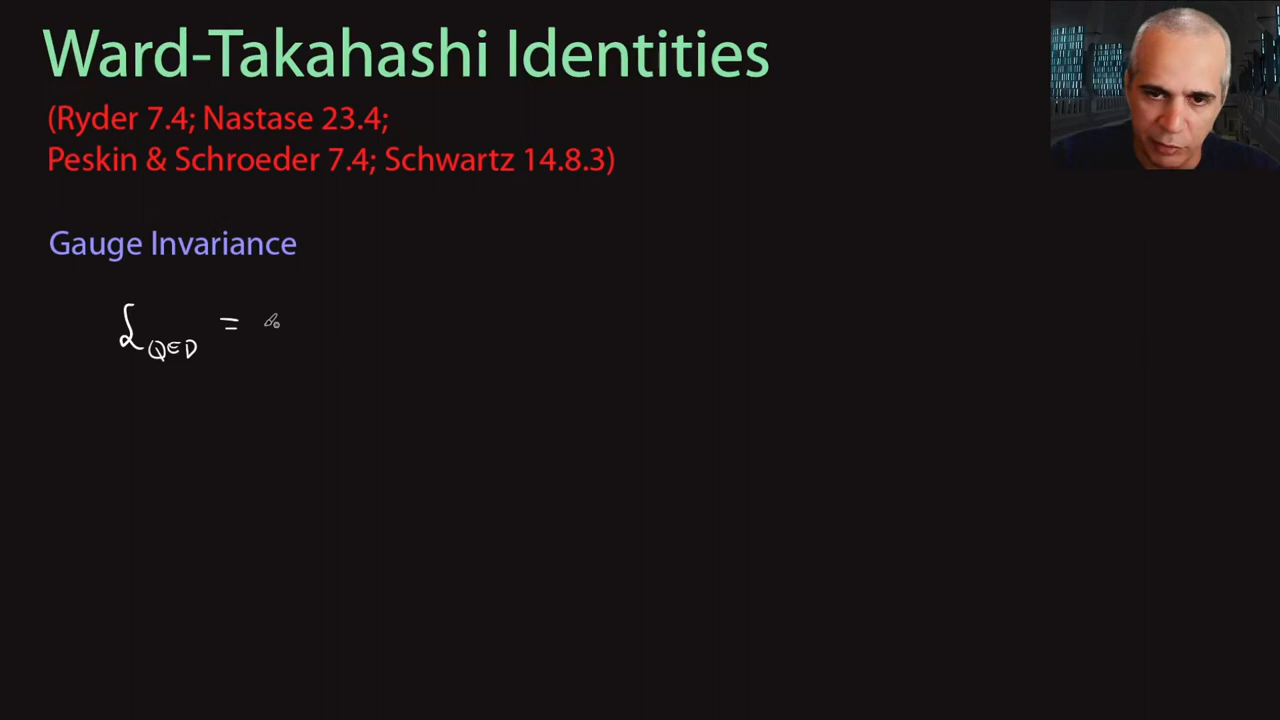 Ward-Takahashi Identities
(Ryder 7.4; Nastase 23.4;
Peskin & Schroeder 7.4; Schwartz 14.8.3)
Gauge Invariance
ℒ_QED =